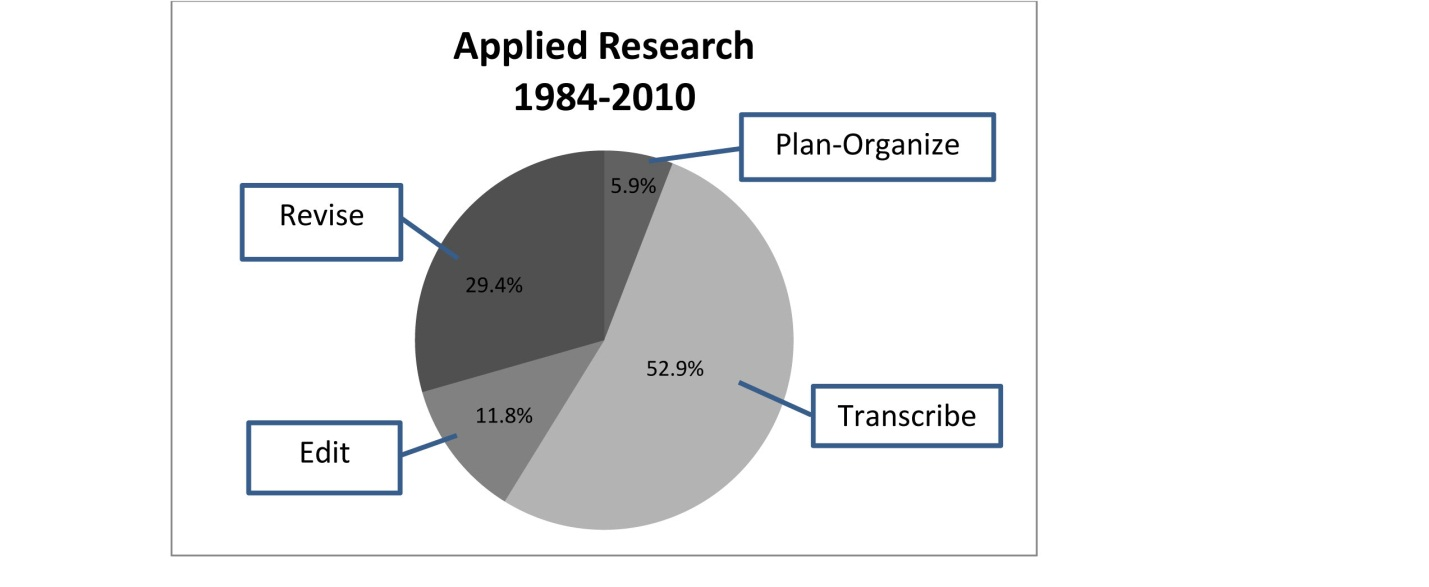 Applied Research
1984-2010
Plan-Organize
5.9%
Revise
29.4%
52.9%
Transcribe
11.8%
Edit